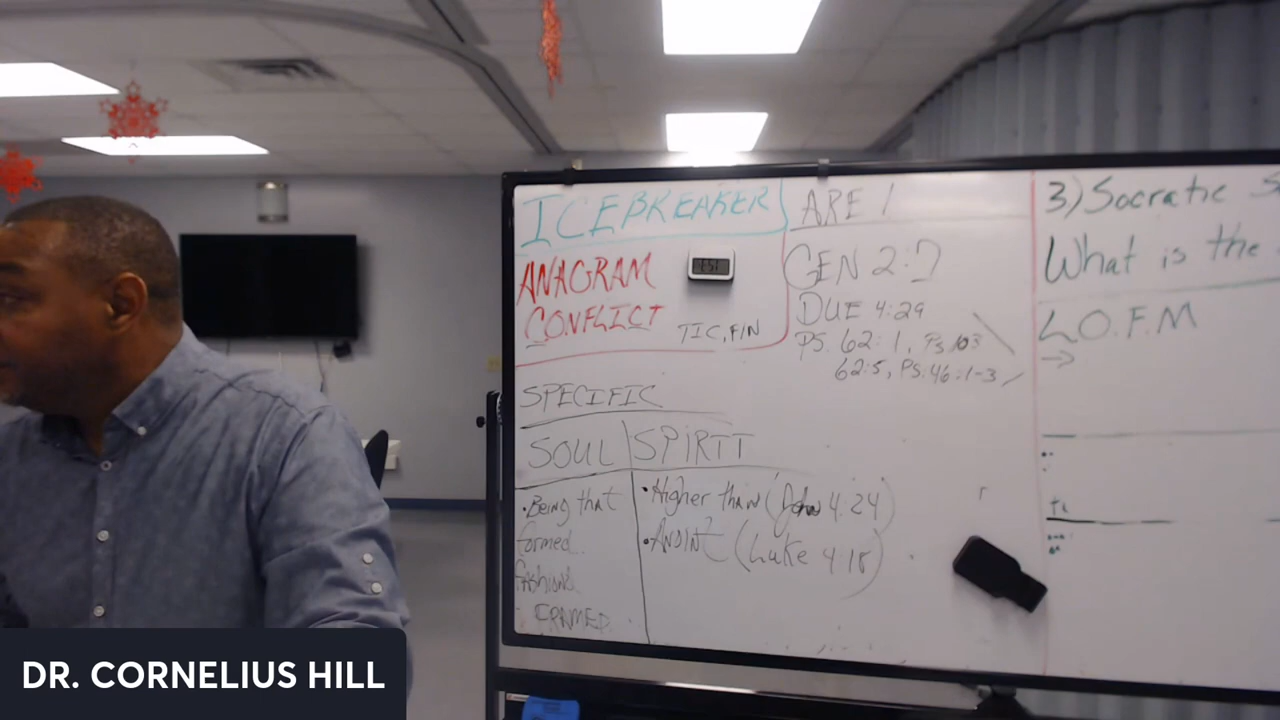 ICEBREAKER
ANAGRAM
CONFLICT
TIC, FIN
SPECIFIC
SOUL | SPIRIT
• Being that
formed
fashion
FRAMED
• Higher than (John 4:24)
• Anoint (Luke 4:18)
ARE /
GEN 2:7
DUE 4:29
PS. 62:1, Ps 103
62:5, PS. 46:1-3
3) Socratic S
What is the
L.O.F.M
DR. CORNELIUS HILL